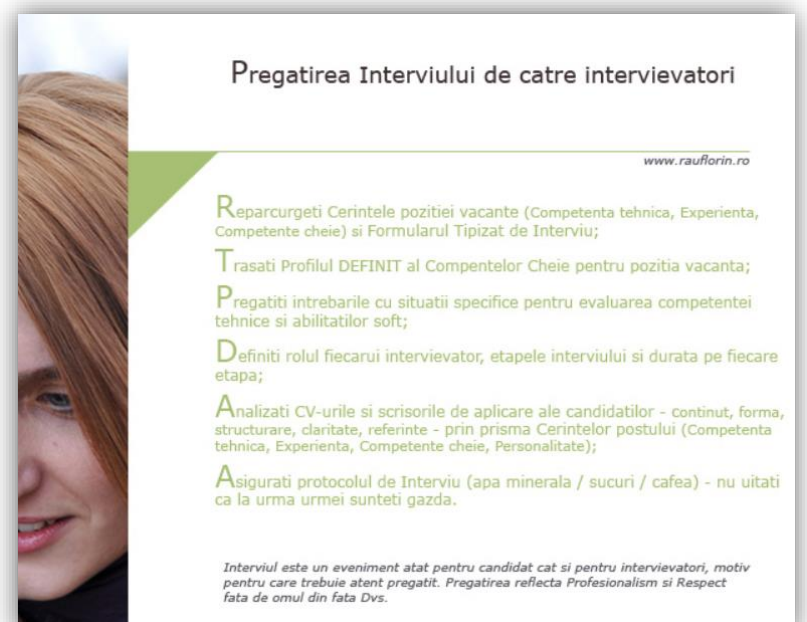 Pregatirea Interviului de catre intervievatori
www.rauflorin.ro
Reparcurgeti Cerintele pozitiei vacante (Competenta tehnica, Experienta,
Competente cheie) si Formularul Tipizat de Interviu;
Trasati Profilul DEFINIT al Compentelor Cheie pentru pozitia vacanta;
Pregatiti intrebarile cu situatii specifice pentru evaluarea competentei
tehnice si abilitatilor soft;
Definiti rolul fiecarui intervievator, etapele interviului si durata pe fiecare
etapa;
Analizati CV-urile si scrisorile de aplicare ale candidatilor - continut, forma,
structurare, claritate, referinte - prin prisma Cerintelor postului (Competenta
tehnica, Experienta, Competente cheie, Personalitate);
Asigurati protocolul de Interviu (apa minerala / sucuri / cafea) - nu uitati
ca la urma urmei sunteti gazda.
Interviul este un eveniment atat pentru candidat cat si pentru intervievatori, motiv
pentru care trebuie atent pregatit. Pregatirea reflecta Profesionalism si Respect
fata de omul din fata Dvs.